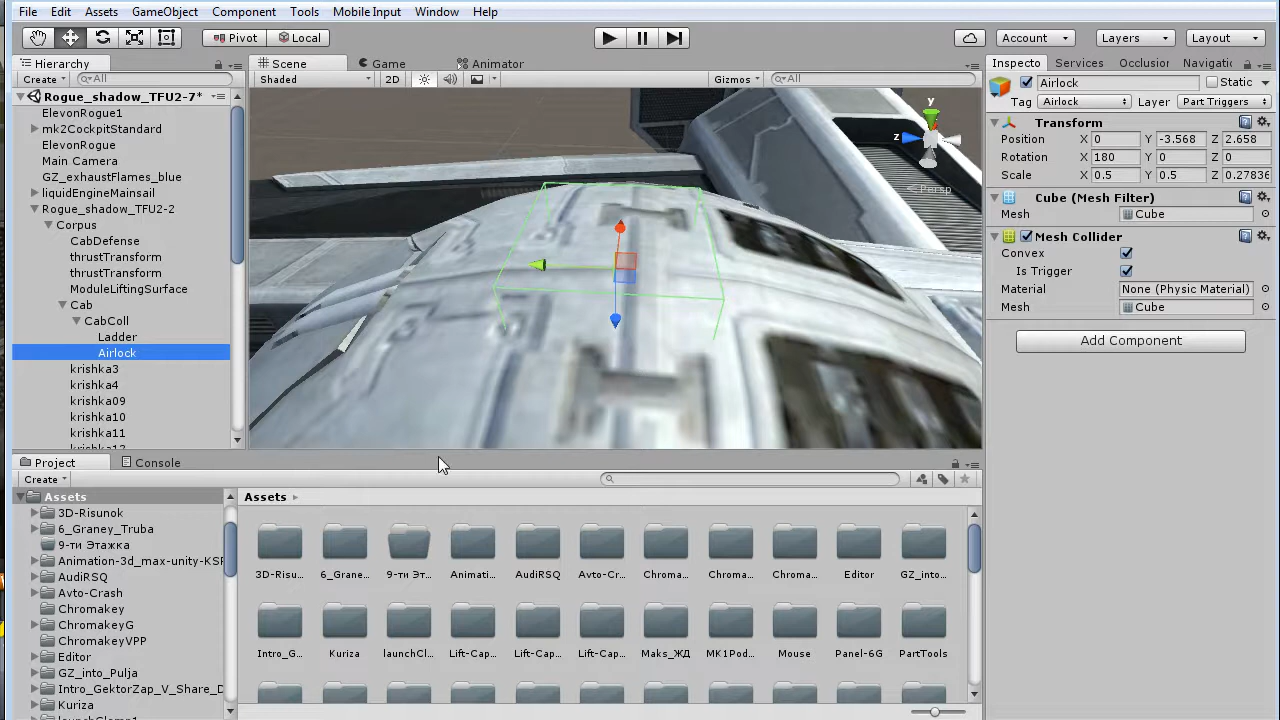 File Edit Assets GameObject Component Tools Mobile Input Window Help
Pivot Local Account Layers Layout
Hierarchy Scene Game Animator Inspecto Services Occlusior Navigatic
Create All Shaded 2D Gizmos All Airlock Static
Tag Airlock Layer Part Triggers
Rogue_shadow_TFU2-7*
ElevonRogue1
mk2CockpitStandard
ElevonRogue
Main Camera
GZ_exhaustFlames_blue
liquidEngineMainsail
Rogue_shadow_TFU2-2
Corpus
CabDefense
thrustTransform
thrustTransform
ModuleLiftingSurface
Cab
CabColl
Ladder
Airlock
krishka3
krishka4
krishka09
krishka10
krishka11
y
z
Persp
Transform
Position X 0 Y -3.568 Z 2.658
Rotation X 180 Y 0 Z 0
Scale X 0.5 Y 0.5 Z 0.27836
Cube (Mesh Filter)
Mesh Cube
Mesh Collider
Convex
Is Trigger
Material None (Physic Material)
Mesh Cube
Add Component
Project Console
Create
Assets
3D-Risunok
6_Graney_Truba
9-ти Этажка
Animation-3d_max-unity-KSF
AudiRSQ
Avto-Crash
Chromakey
ChromakeyG
ChromakeyVPP
Editor
GZ_into_Pulja
Intro_GektorZap_V_Share_D
Kuriza
Assets
3D-Risu... 6_Grane... 9-ти Эт... Animati... AudiRSQ Avto-Cr... Chroma... Chroma... Chroma... Editor GZ_into...
Intro_G... Kuriza launchCl... Lift-Cap... Lift-Cap... Lift-Cap... Maks_ЖД MK1Pod... Mouse Panel-6G PartTools